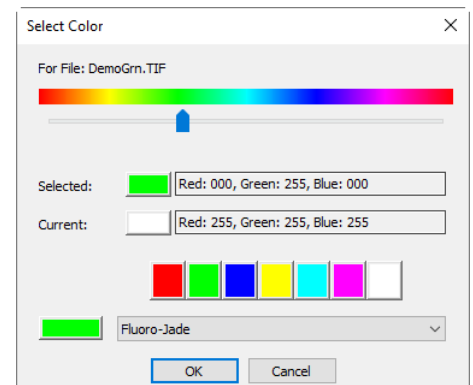 Select Color
For File: DemoGrn.TIF
Selected: Red: 000, Green: 255, Blue: 000
Current: Red: 255, Green: 255, Blue: 255
Fluoro-Jade
OK Cancel